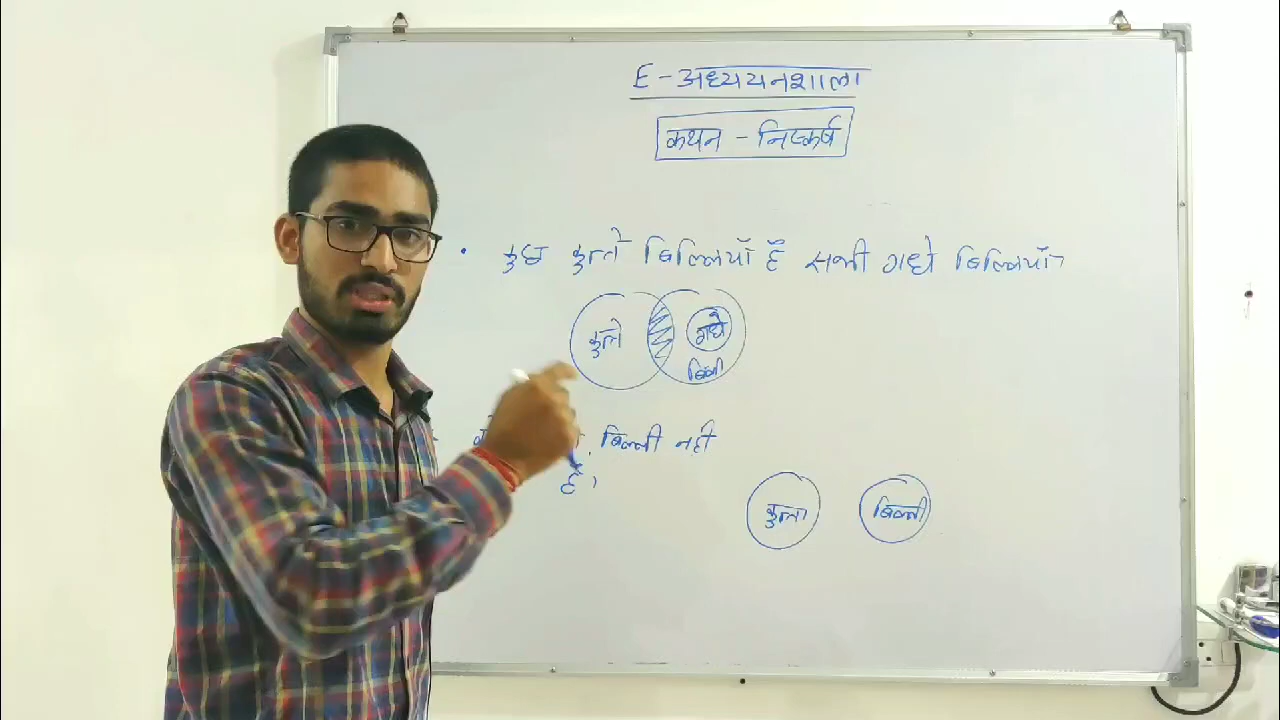 E-अध्ययनशाला
कथन - निष्कर्ष
कुछ कुत्ते बिल्लियाँ हैं सभी गधे बिल्लियाँ
कुत्ते
गधे
बिल्ली
बिल्ली नही
है।
कुत्ता
बिल्ली